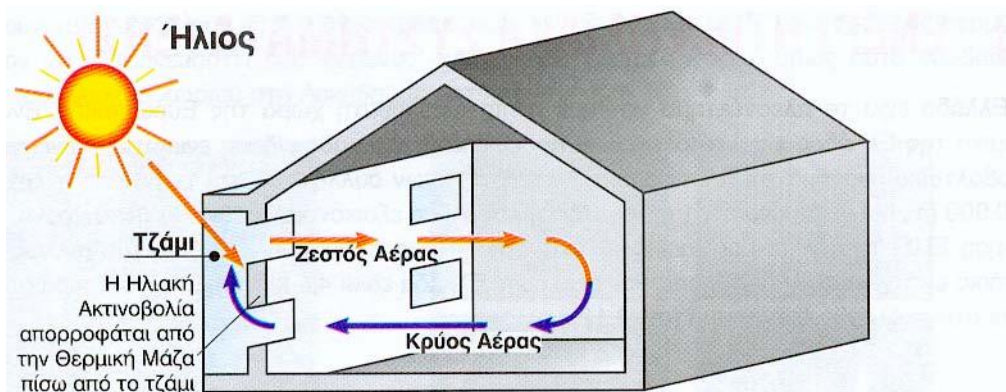 Ήλιος
Τζάμι
Ζεστός Αέρας
Η Ηλιακή
Ακτινοβολία
απορροφάται από
την Θερμική Μάζα
πίσω από το τζάμι
Κρύος Αέρας